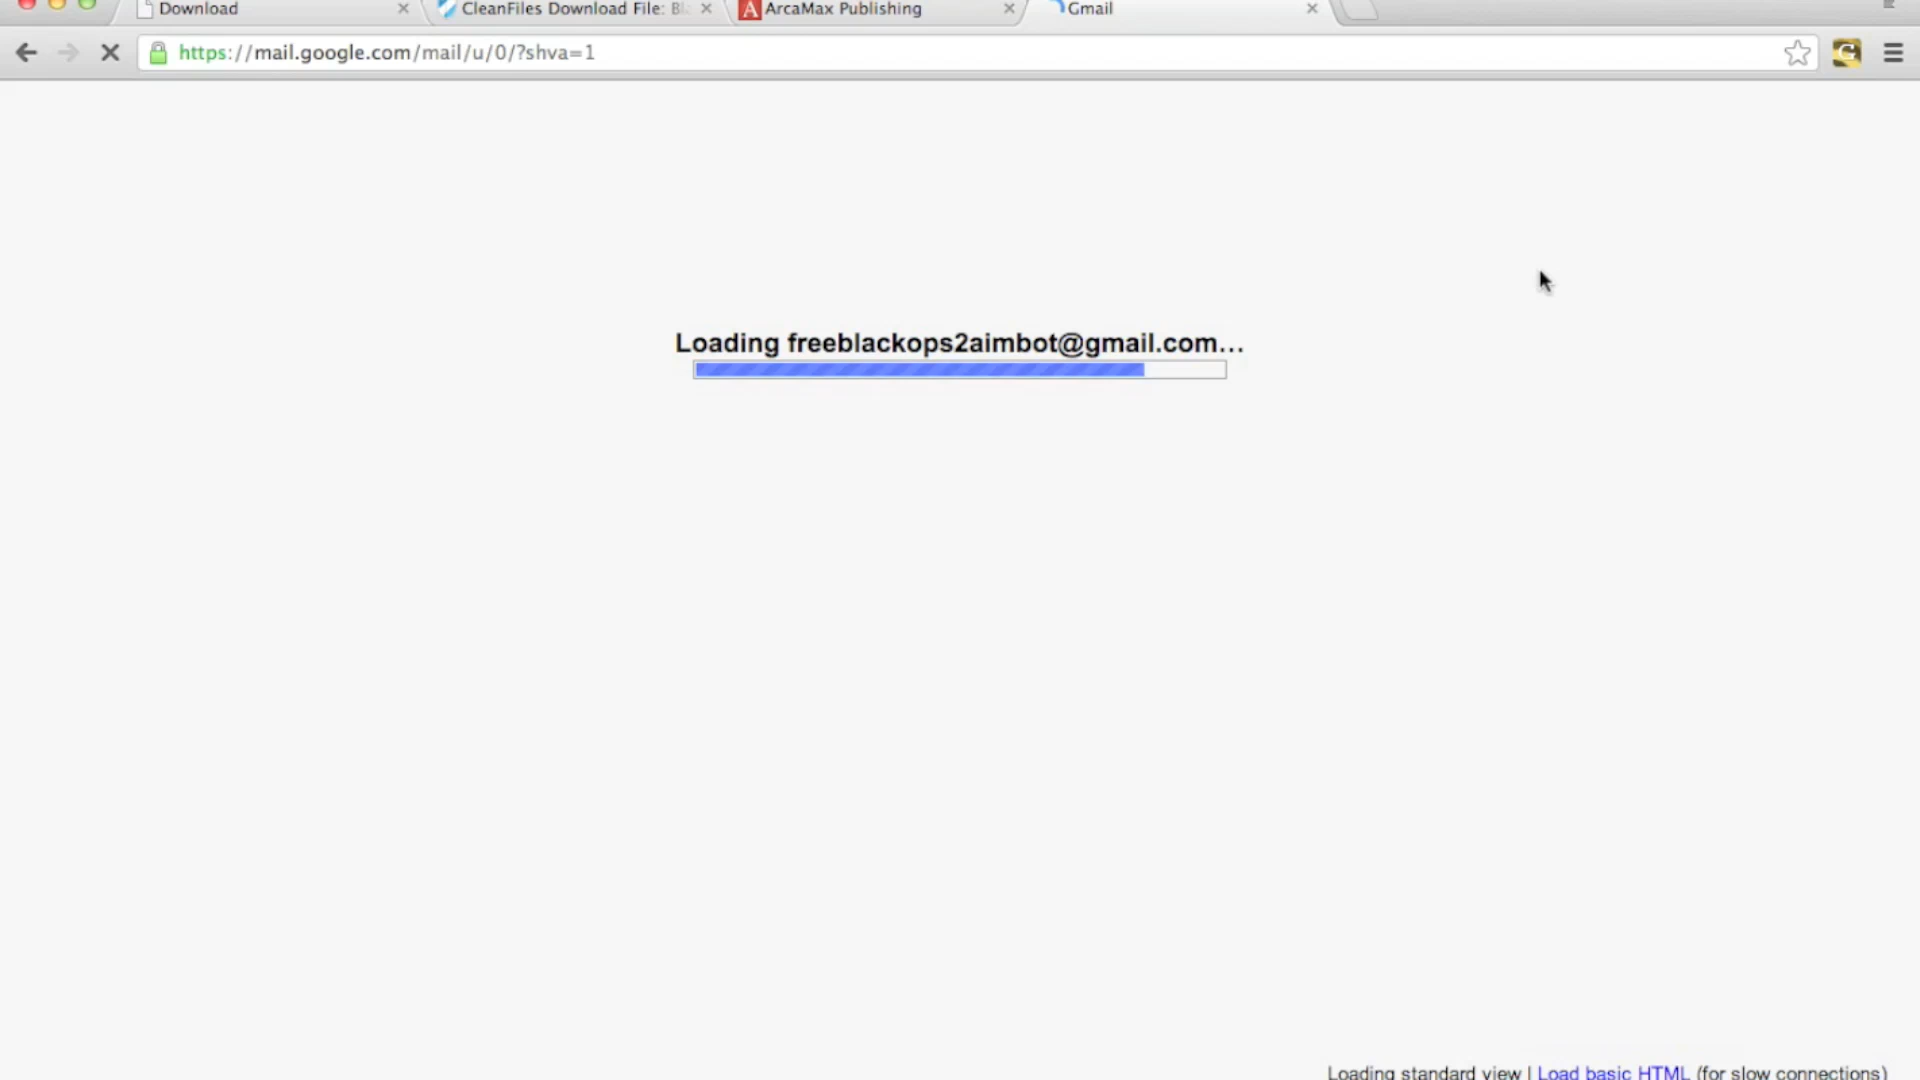 Download
CleanFiles Download File: Bla
ArcaMax Publishing
Gmail
https://mail.google.com/mail/u/0/?shva=1
Loading freeblackops2aimbot@gmail.com...
Loading standard view | Load basic HTML (for slow connections)